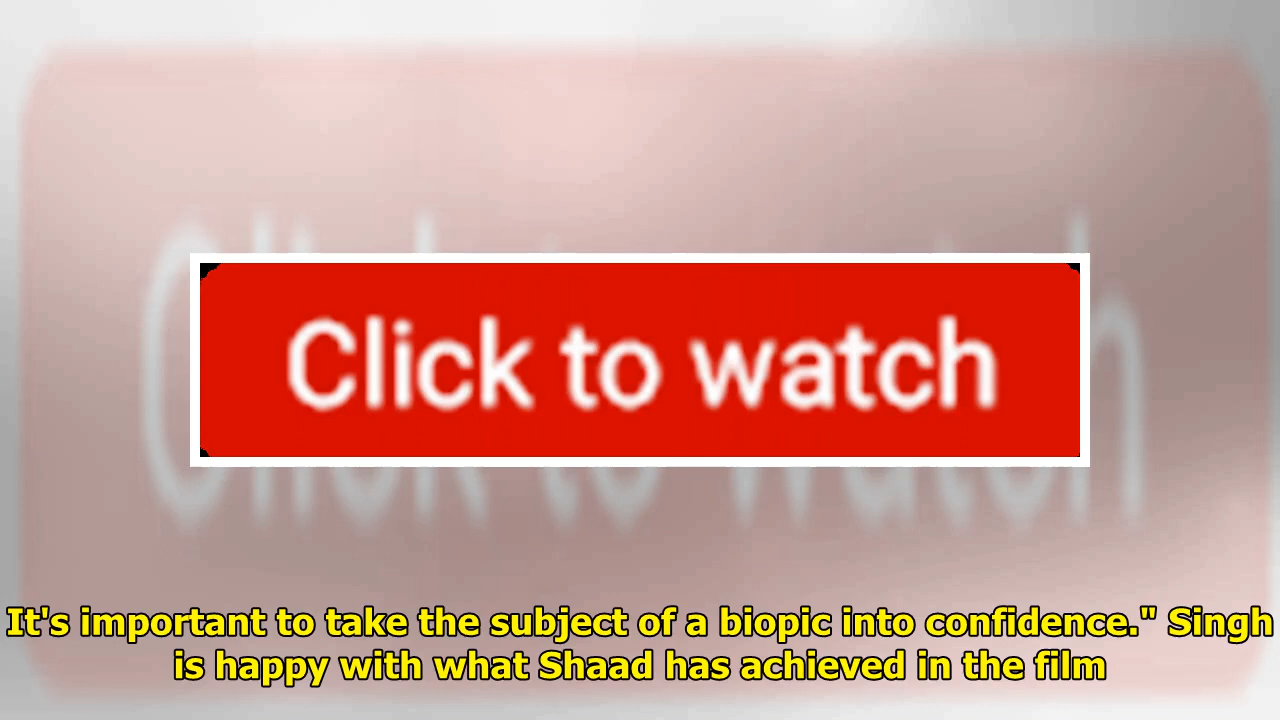 Click to watch
It's important to take the subject of a biopic into confidence." Singh
is happy with what Shaad has achieved in the film